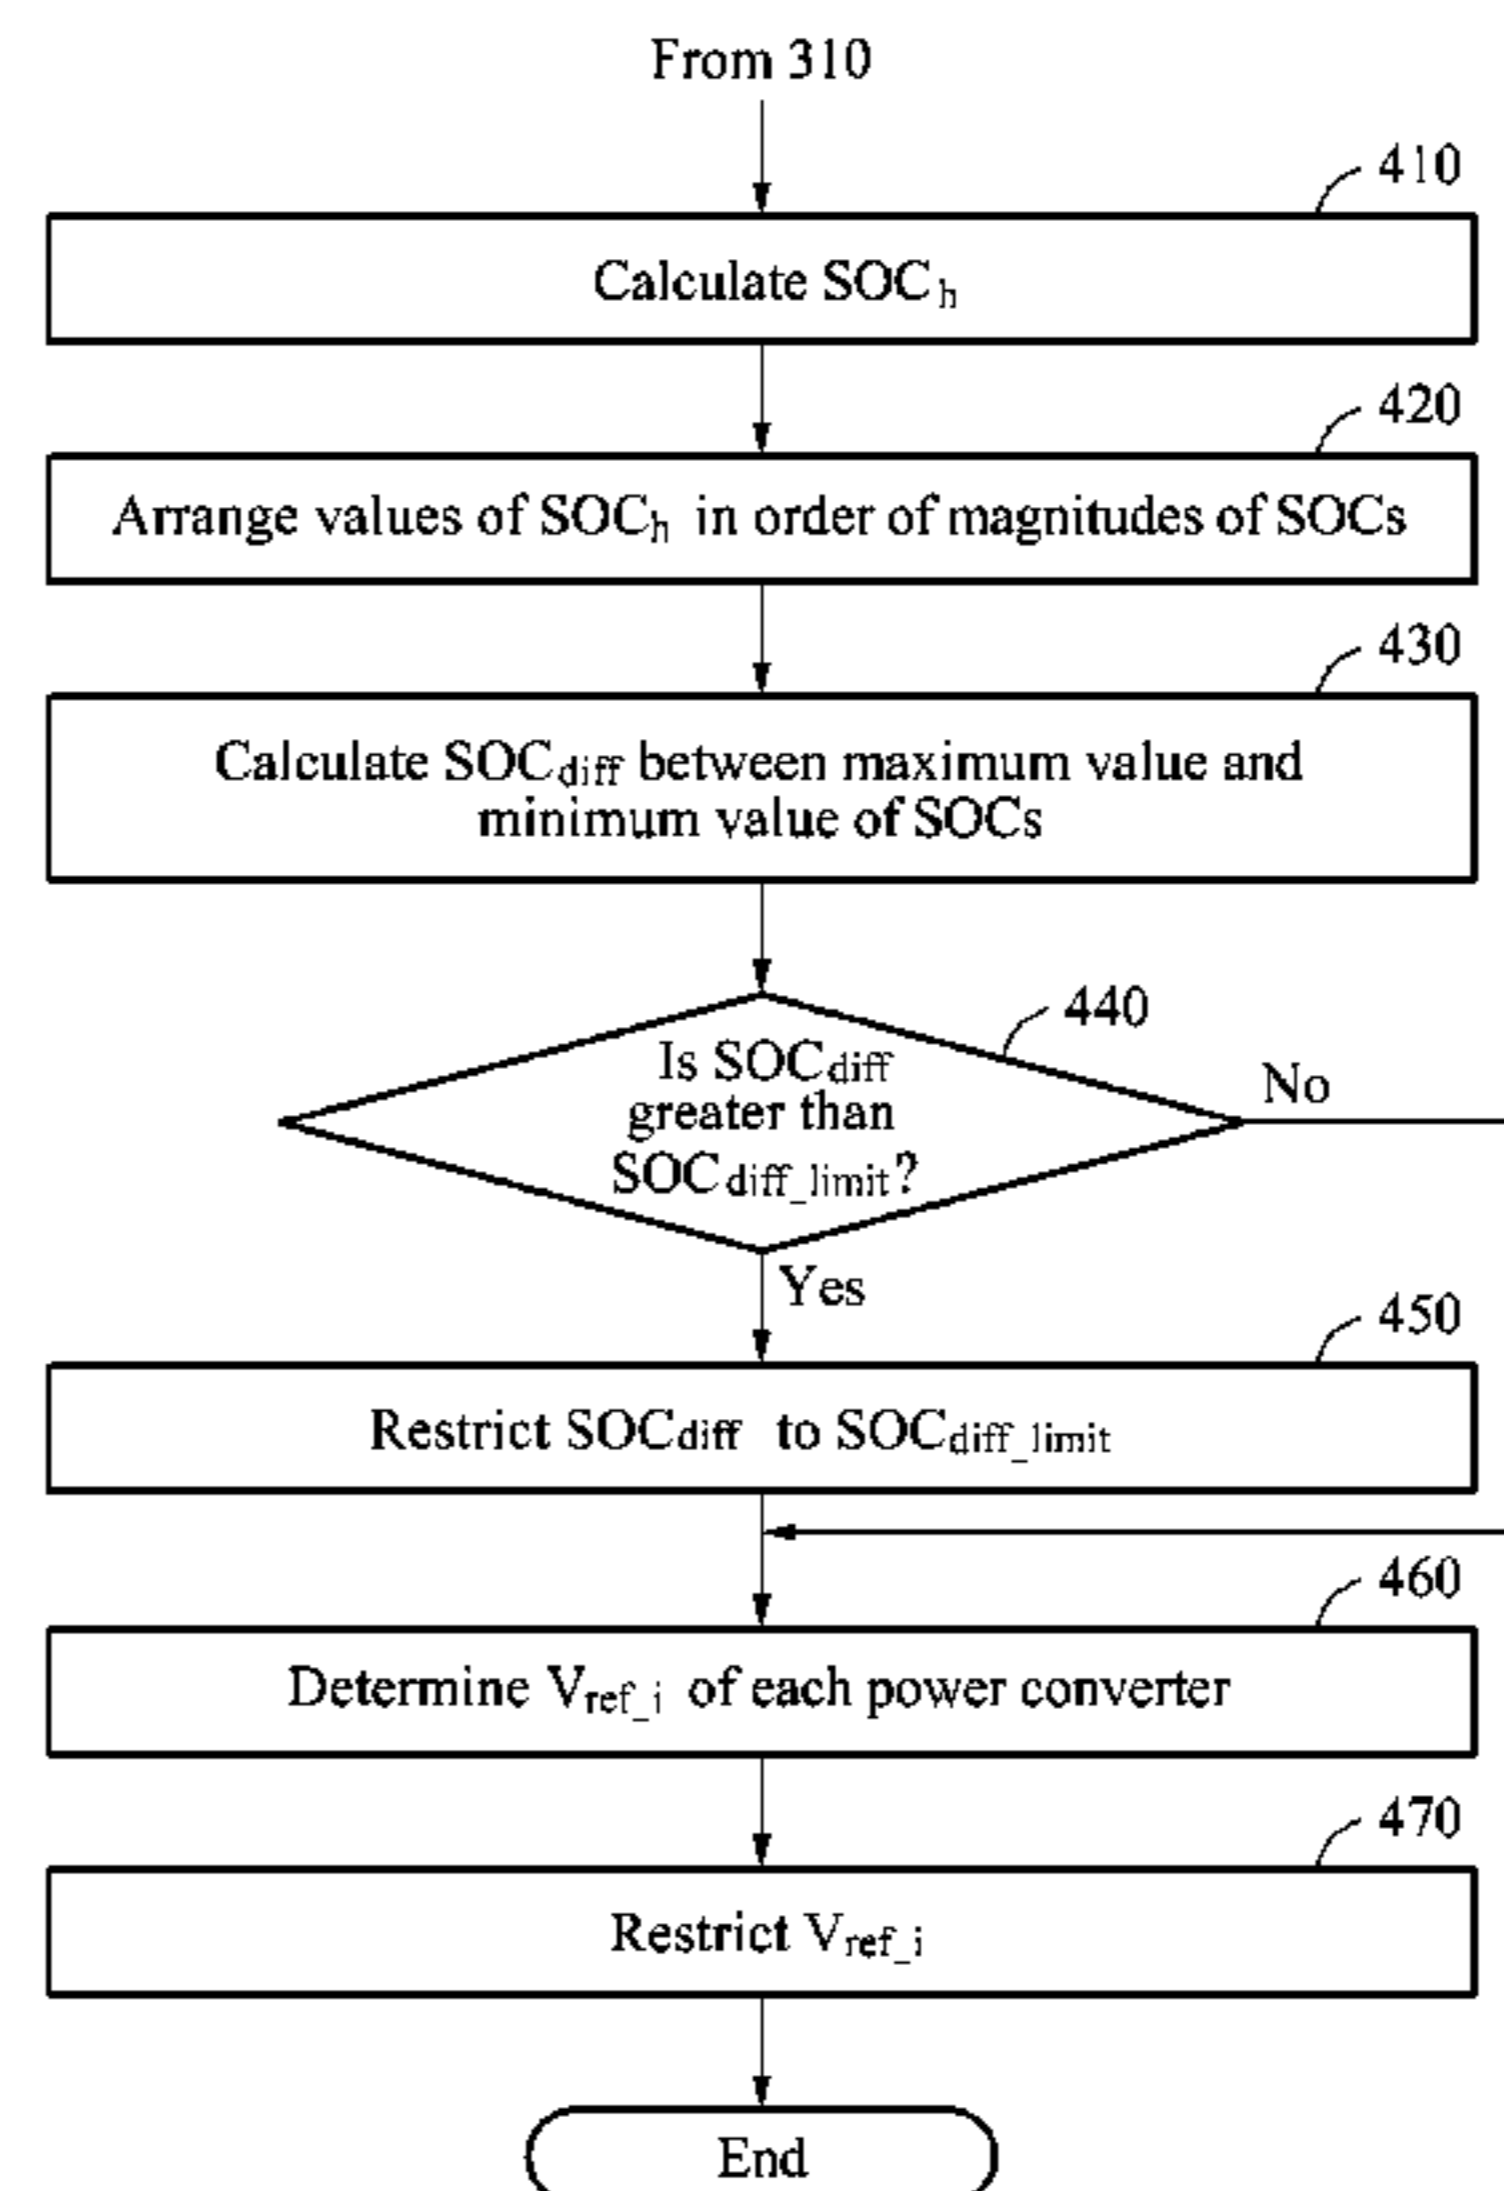 From 310
410
Calculate SOCh
420
Arrange values of SOCh in order of magnitudes of SOCs
430
Calculate SOCdiff between maximum value and
minimum value of SOCs
440
Is SOCdiff
greater than
SOCdiff_limit?
No
Yes
450
Restrict SOCdiff to SOCdiff_limit
460
Determine Vref_i of each power converter
470
Restrict Vref_i
End